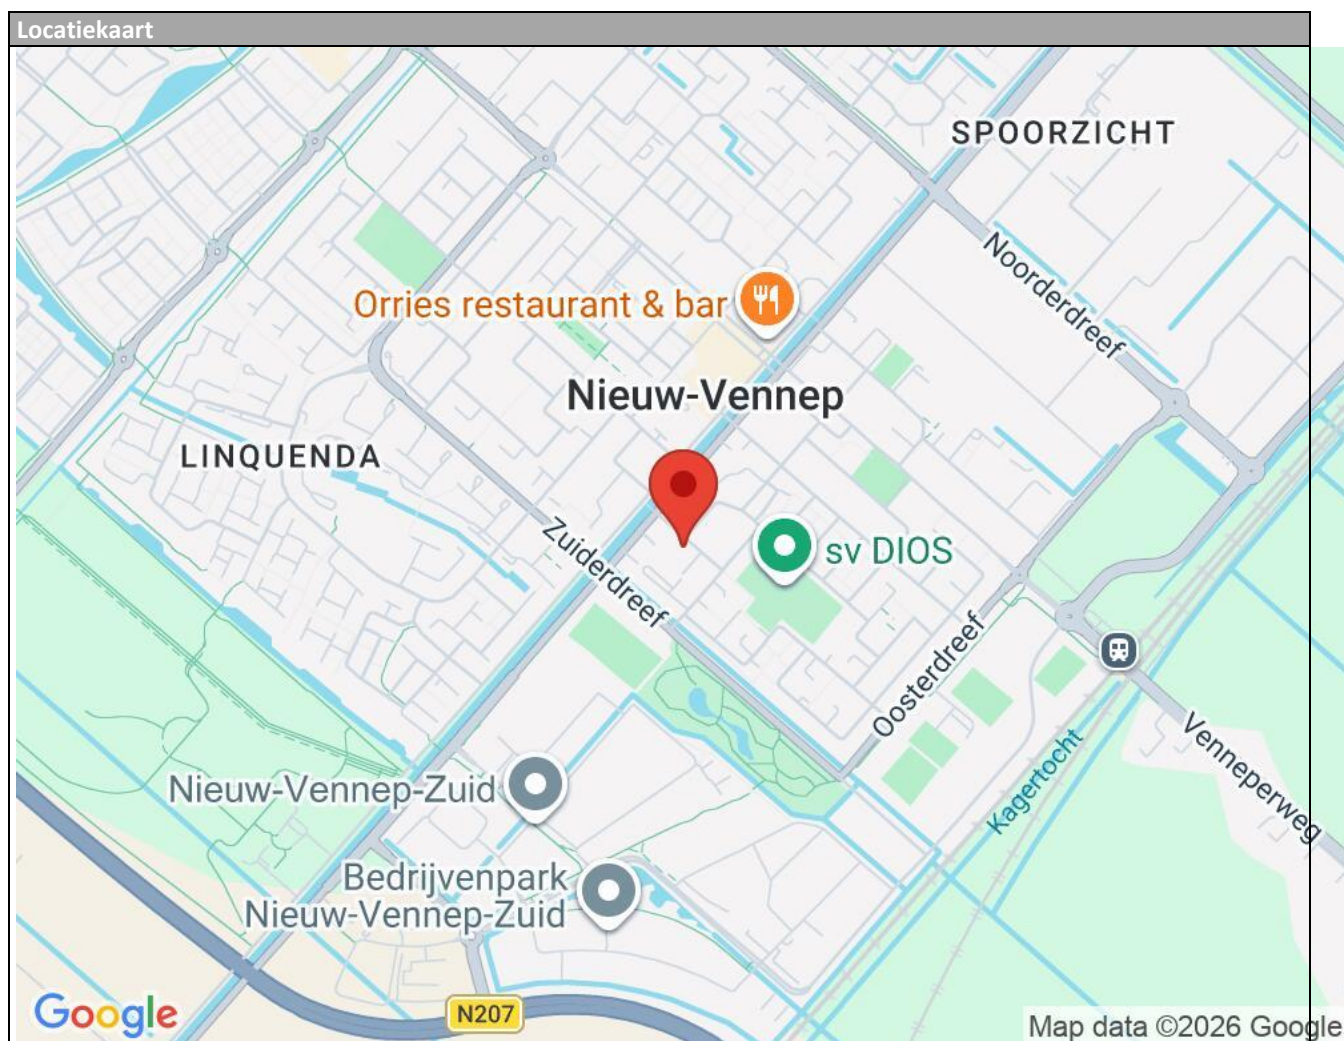 Locatiekaart
SPOORZICHT
Noorderdreef
Orries restaurant & bar
Nieuw-Vennep
LINQUENDA
Zuiderdreef
sv DIOS
Oosterdreef
Kagertocht
Venneperweg
Nieuw-Vennep-Zuid
Bedrijvenpark
Nieuw-Vennep-Zuid
N207
Google
Map data ©2026 Google